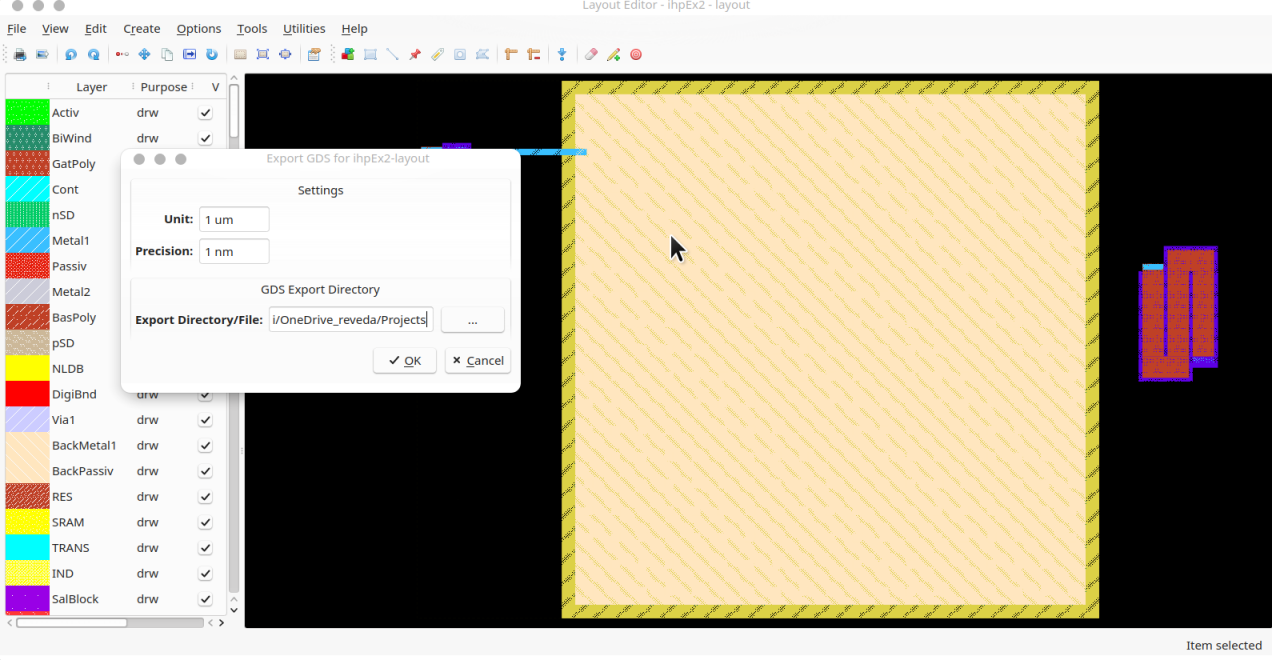 Layout Editor - ihpEx2 - layout
File View Edit Create Options Tools Utilities Help
Layer Purpose V
Activ drw
BiWind drw
GatPoly
Cont
nSD
Metal1
Passiv
Metal2
BasPoly
pSD
NLDB
DigiBnd drw
Via1 drw
BackMetal1 drw
BackPassiv drw
RES drw
SRAM drw
TRANS drw
IND drw
SalBlock drw
Export GDS for ihpEx2-layout
Settings
Unit: 1 um
Precision: 1 nm
GDS Export Directory
Export Directory/File: i/OneDrive_reveda/Projects ...
OK Cancel
Item selected